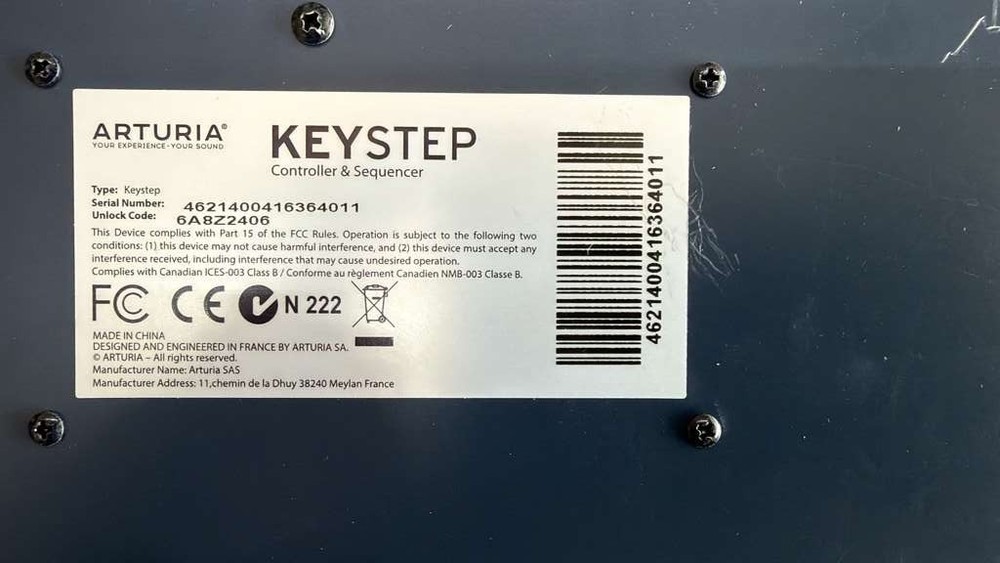 ARTURIA®
YOUR EXPERIENCE • YOUR SOUND
KEYSTEP
Controller & Sequencer
Type: Keystep
Serial Number: 4621400416364011
Unlock Code: 6A8Z2406
This Device complies with Part 15 of the FCC Rules. Operation is subject to the following two
conditions: (1) this device may not cause harmful interference, and (2) this device must accept any
interference received, including interference that may cause undesired operation.
Complies with Canadian ICES-003 Class B / Conforme au règlement Canadien NMB-003 Classe B.
FC CE N 222
MADE IN CHINA
DESIGNED AND ENGINEERED IN FRANCE BY ARTURIA SA.
© ARTURIA – All rights reserved.
Manufacturer Name: Arturia SAS
Manufacturer Address: 11,chemin de la Dhuy 38240 Meylan France
4621400416364011